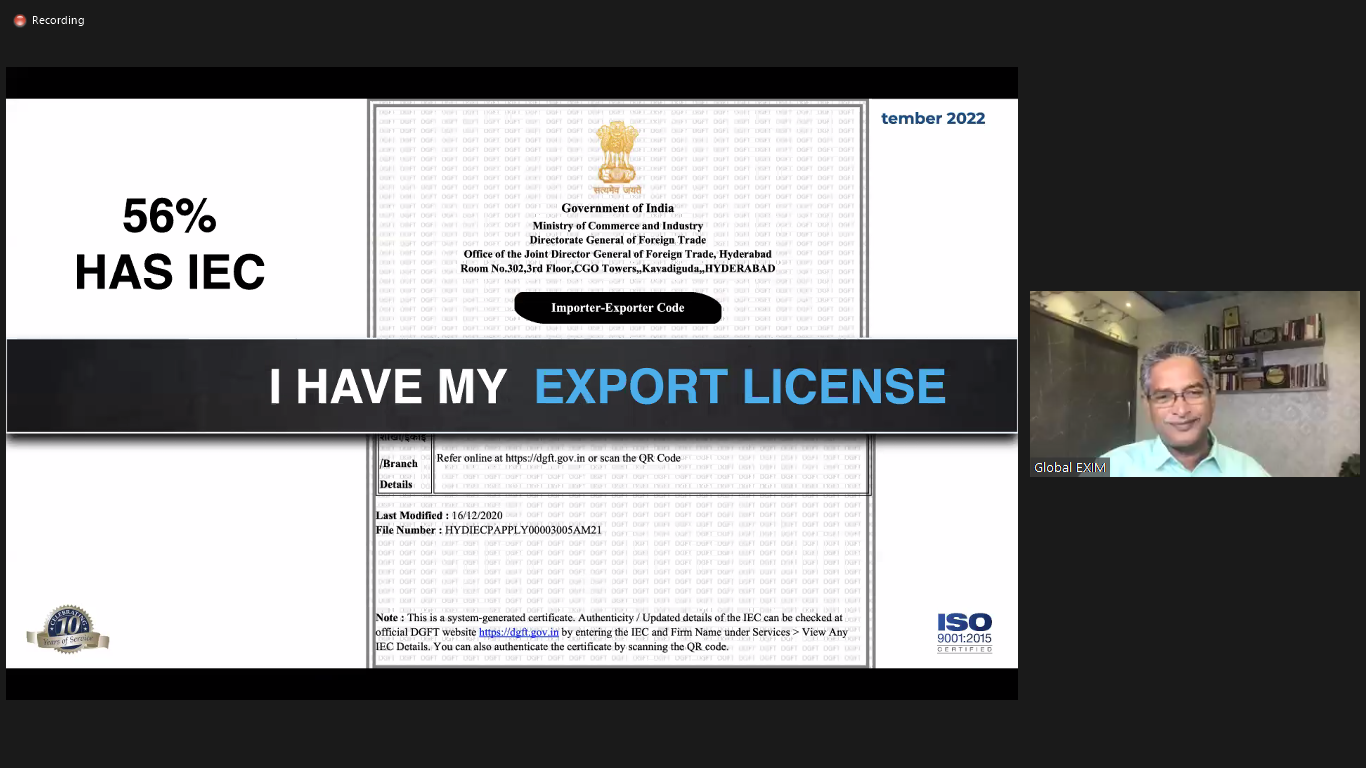 Recording
tember 2022
56%
HAS IEC
सत्यमेव जयते
Government of India
Ministry of Commerce and Industry
Directorate General of Foreign Trade
Office of the Joint Director General of Foreign Trade, Hyderabad
Room No.302,3rd Floor,CGO Towers,,Kavadiguda,,HYDERABAD
Importer-Exporter Code
I HAVE MY EXPORT LICENSE
/Branch
Details
Refer online at https://dgft.gov.in or scan the QR Code
Last Modified : 16/12/2020
File Number : HYDIECPAPPLY00003005AM21
Note : This is a system-generated certificate. Authenticity / Updated details of the IEC can be checked at
official DGFT website https://dgft.gov.in by entering the IEC and Firm Name under Services > View Any
IEC Details. You can also authenticate the certificate by scanning the QR code.
CELEBRATING
10
Years of Service
ISO
9001:2015
CERTIFIED
Global EXIM